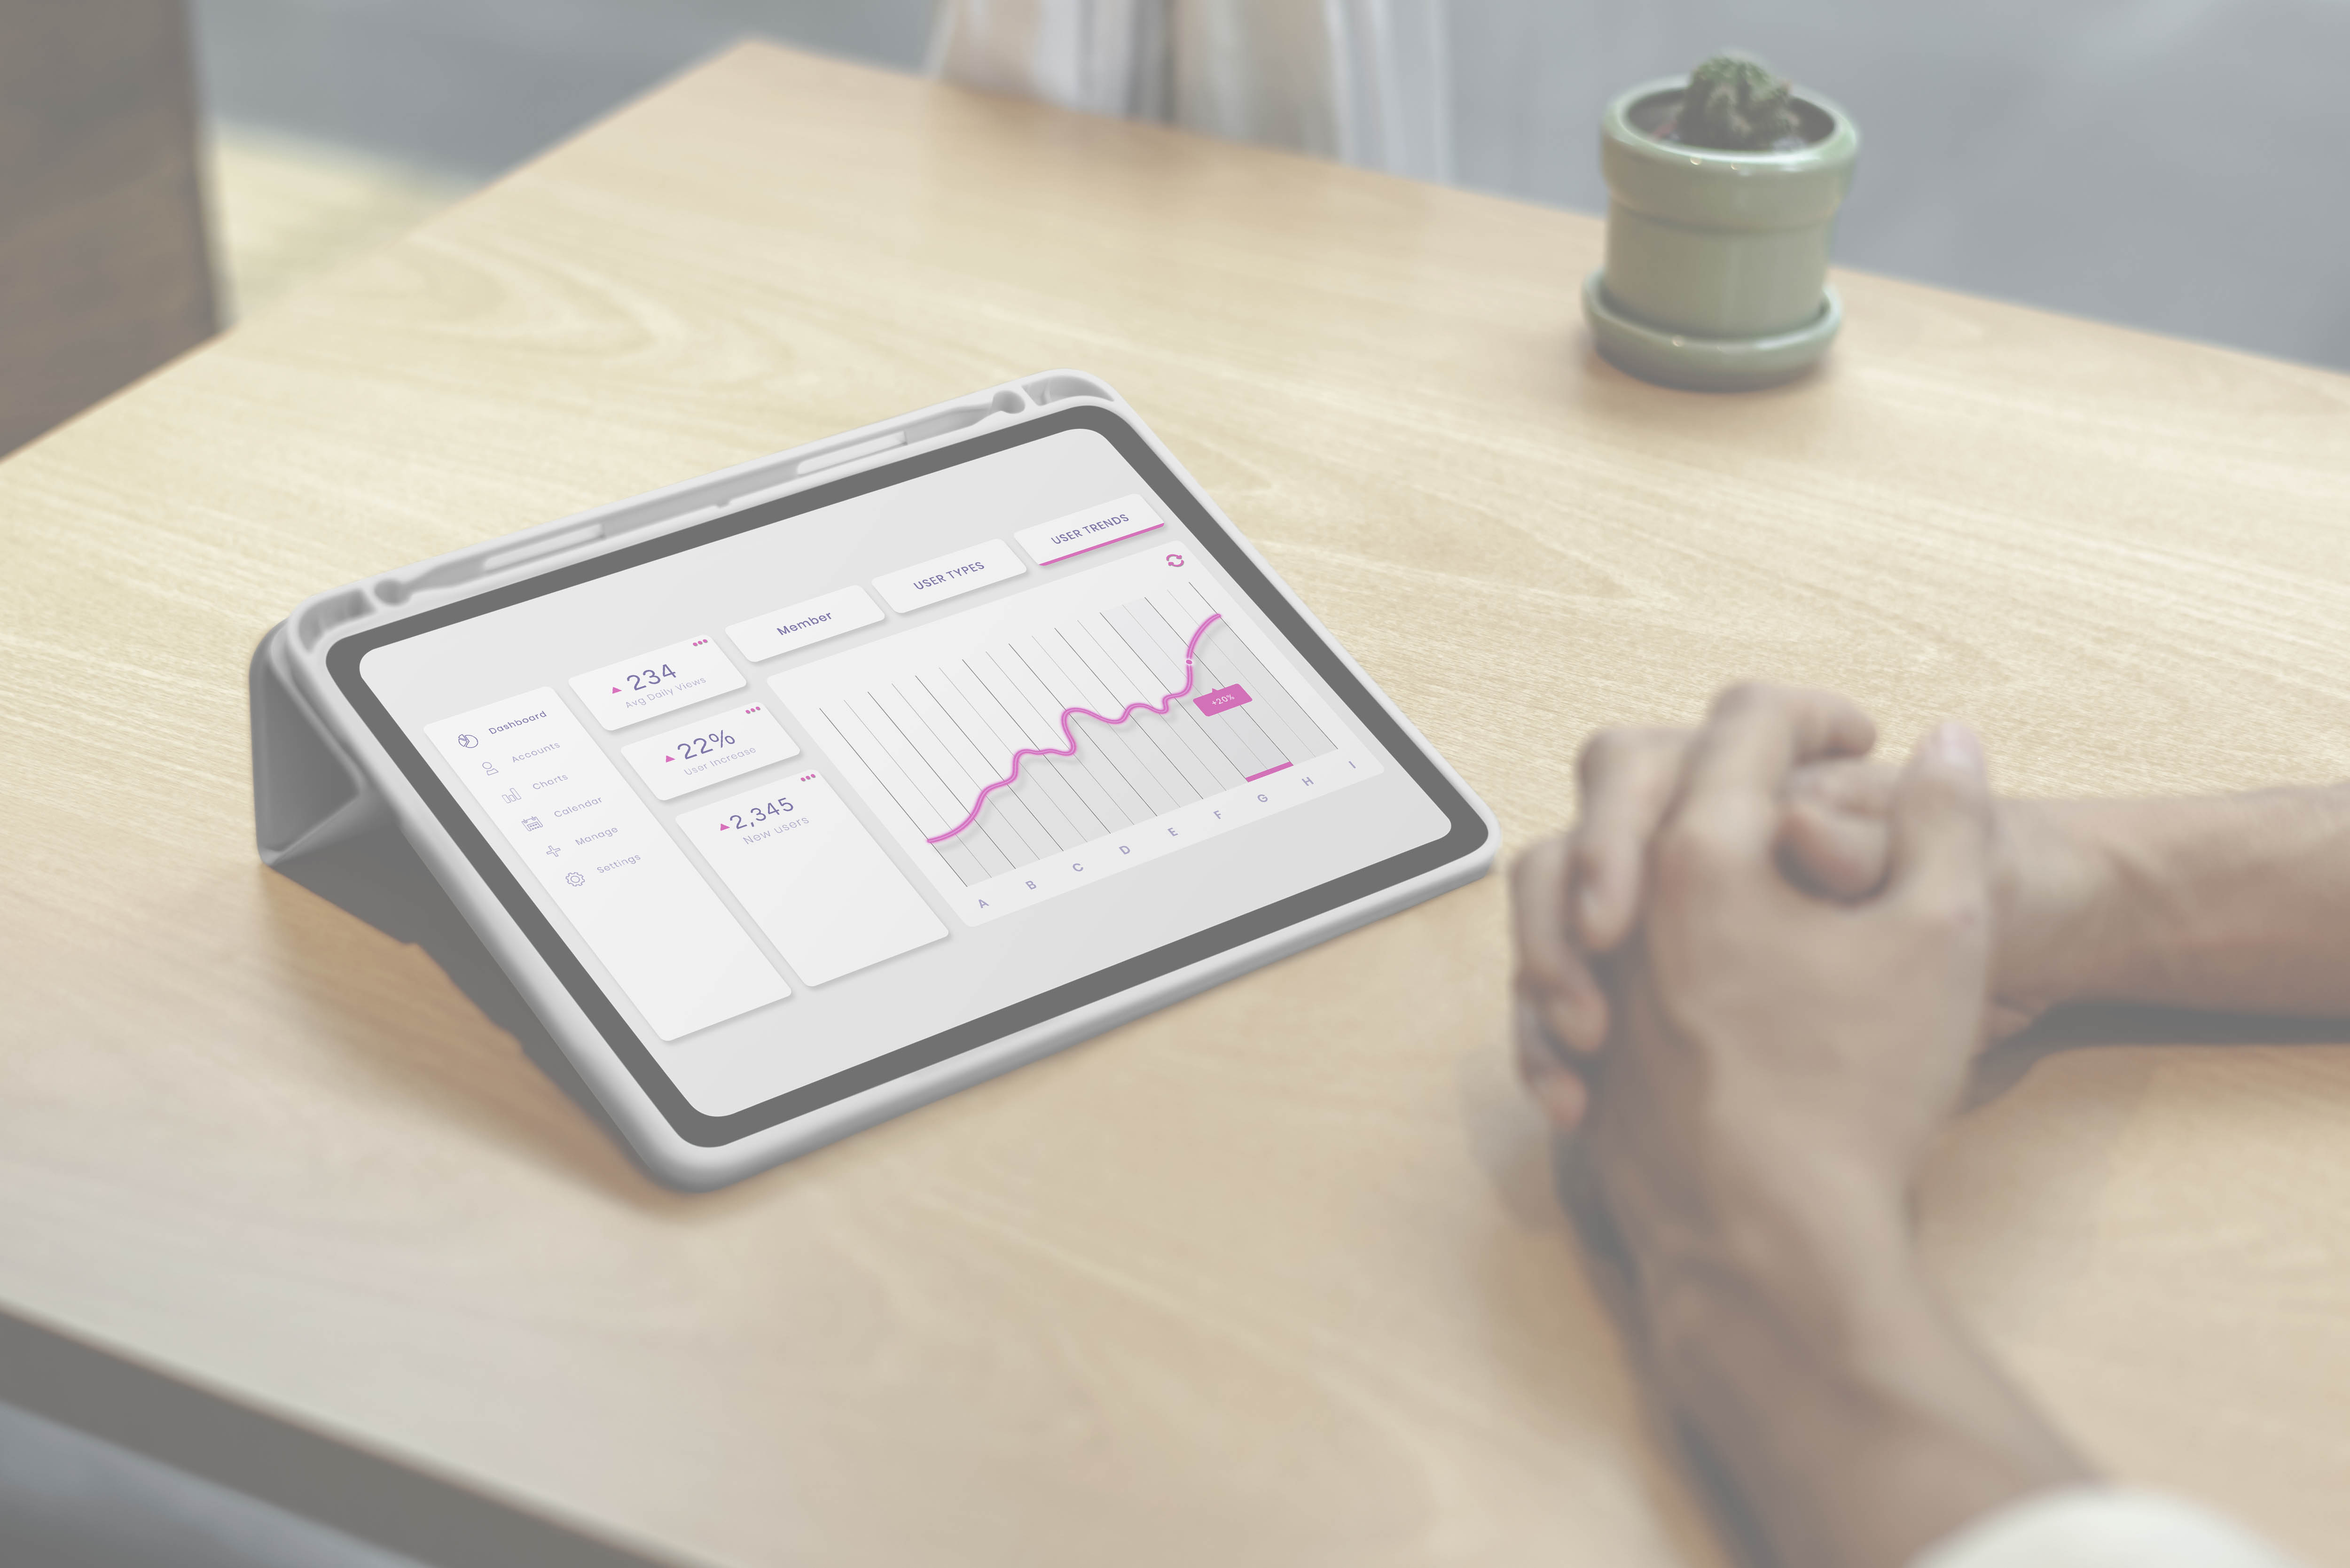 Dashboard
Accounts
Charts
Calendar
Manage
Settings
234
Avg Daily Views
22%
User Increase
2,345
New users
Member
USER TYPES
USER TRENDS
+20%
A B C D E F G H I